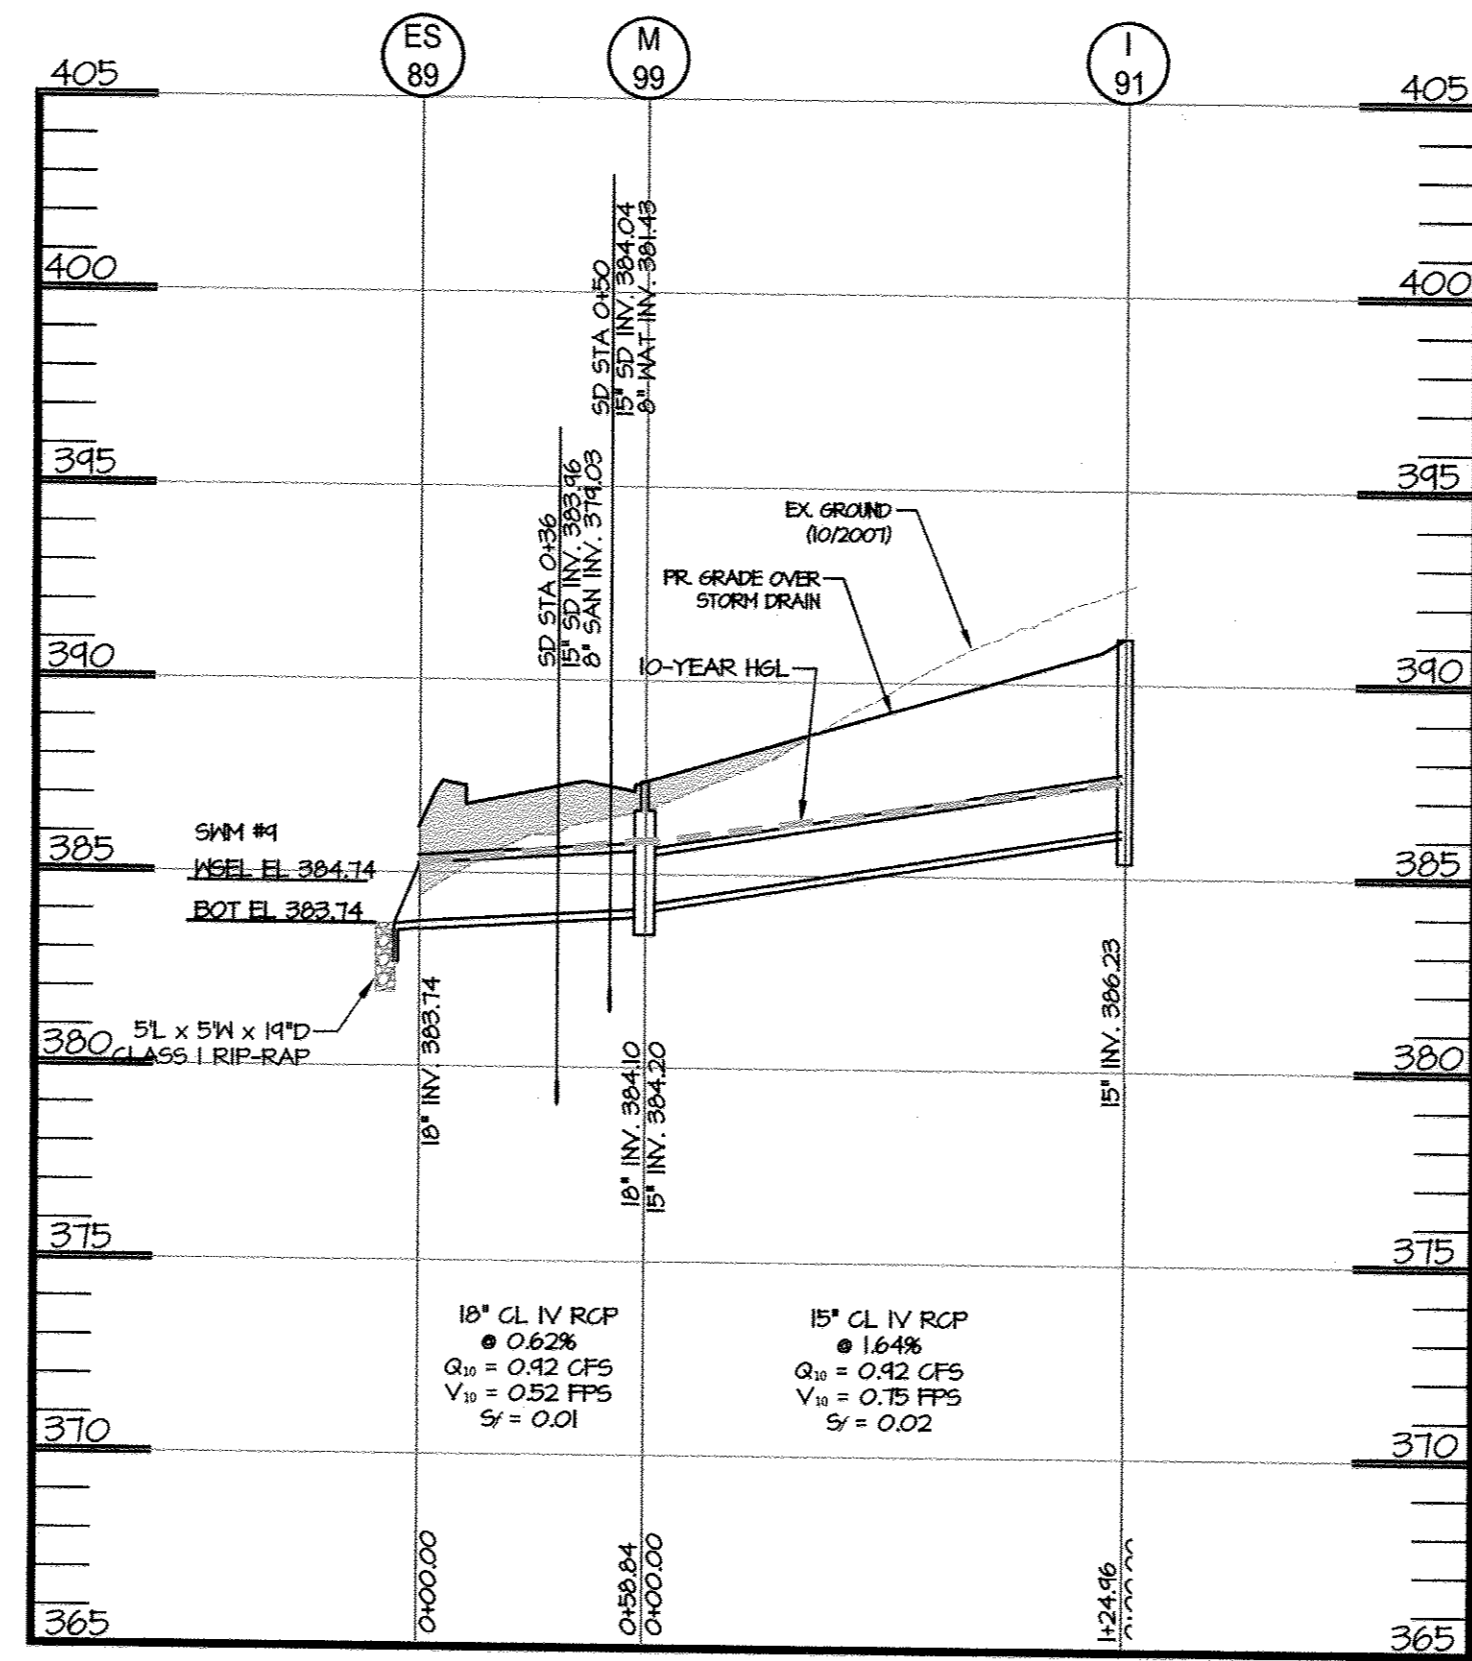 ES
89
M
99
I
91
405
405
400
400
395
395
390
390
385
385
380
380
375
375
370
370
365
365
SD STA 0+50
15" SD INV. 384.04
8" WAT INV. 381.43
SD STA 0+36
15" SD INV. 383.96
8" SAN INV. 379.03
EX. GROUND
(10/2007)
PR. GRADE OVER
STORM DRAIN
10-YEAR HGL
SWM #9
WSEL EL 384.74
BOT EL 383.74
5'L x 5'W x 19"D
CLASS I RIP-RAP
18" INV. 383.74
18" INV. 384.10
15" INV. 384.20
15" INV. 386.23
18" CL IV RCP
@ 0.62%
Q10 = 0.92 CFS
V10 = 0.52 FPS
Sf = 0.01
15" CL IV RCP
@ 1.64%
Q10 = 0.92 CFS
V10 = 0.75 FPS
Sf = 0.02
0+00.00
0+58.84
0+00.00
1+24.96